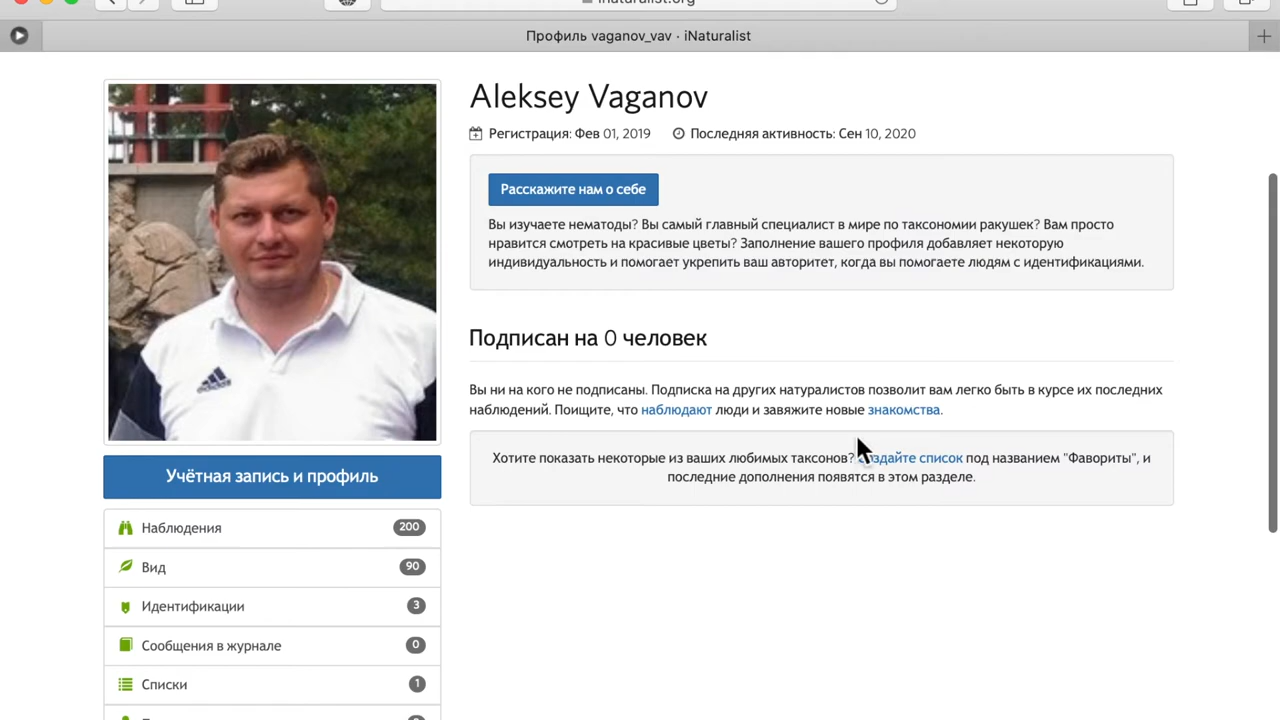 Профиль vaganov_vav · iNaturalist
Aleksey Vaganov
Регистрация: Фев 01, 2019 Последняя активность: Сен 10, 2020
Расскажите нам о себе
Вы изучаете нематоды? Вы самый главный специалист в мире по таксономии ракушек? Вам просто
нравится смотреть на красивые цветы? Заполнение вашего профиля добавляет некоторую
индивидуальность и помогает укрепить ваш авторитет, когда вы помогаете людям с идентификациями.
Подписан на 0 человек
Вы ни на кого не подписаны. Подписка на других натуралистов позволит вам легко быть в курсе их последних
наблюдений. Поищите, что наблюдают люди и завяжите новые знакомства.
Хотите показать некоторые из ваших любимых таксонов? Создайте список под названием "Фавориты", и
последние дополнения появятся в этом разделе.
adidas
Учётная запись и профиль
Наблюдения 200
Вид 90
Идентификации 3
Сообщения в журнале 0
Списки 1